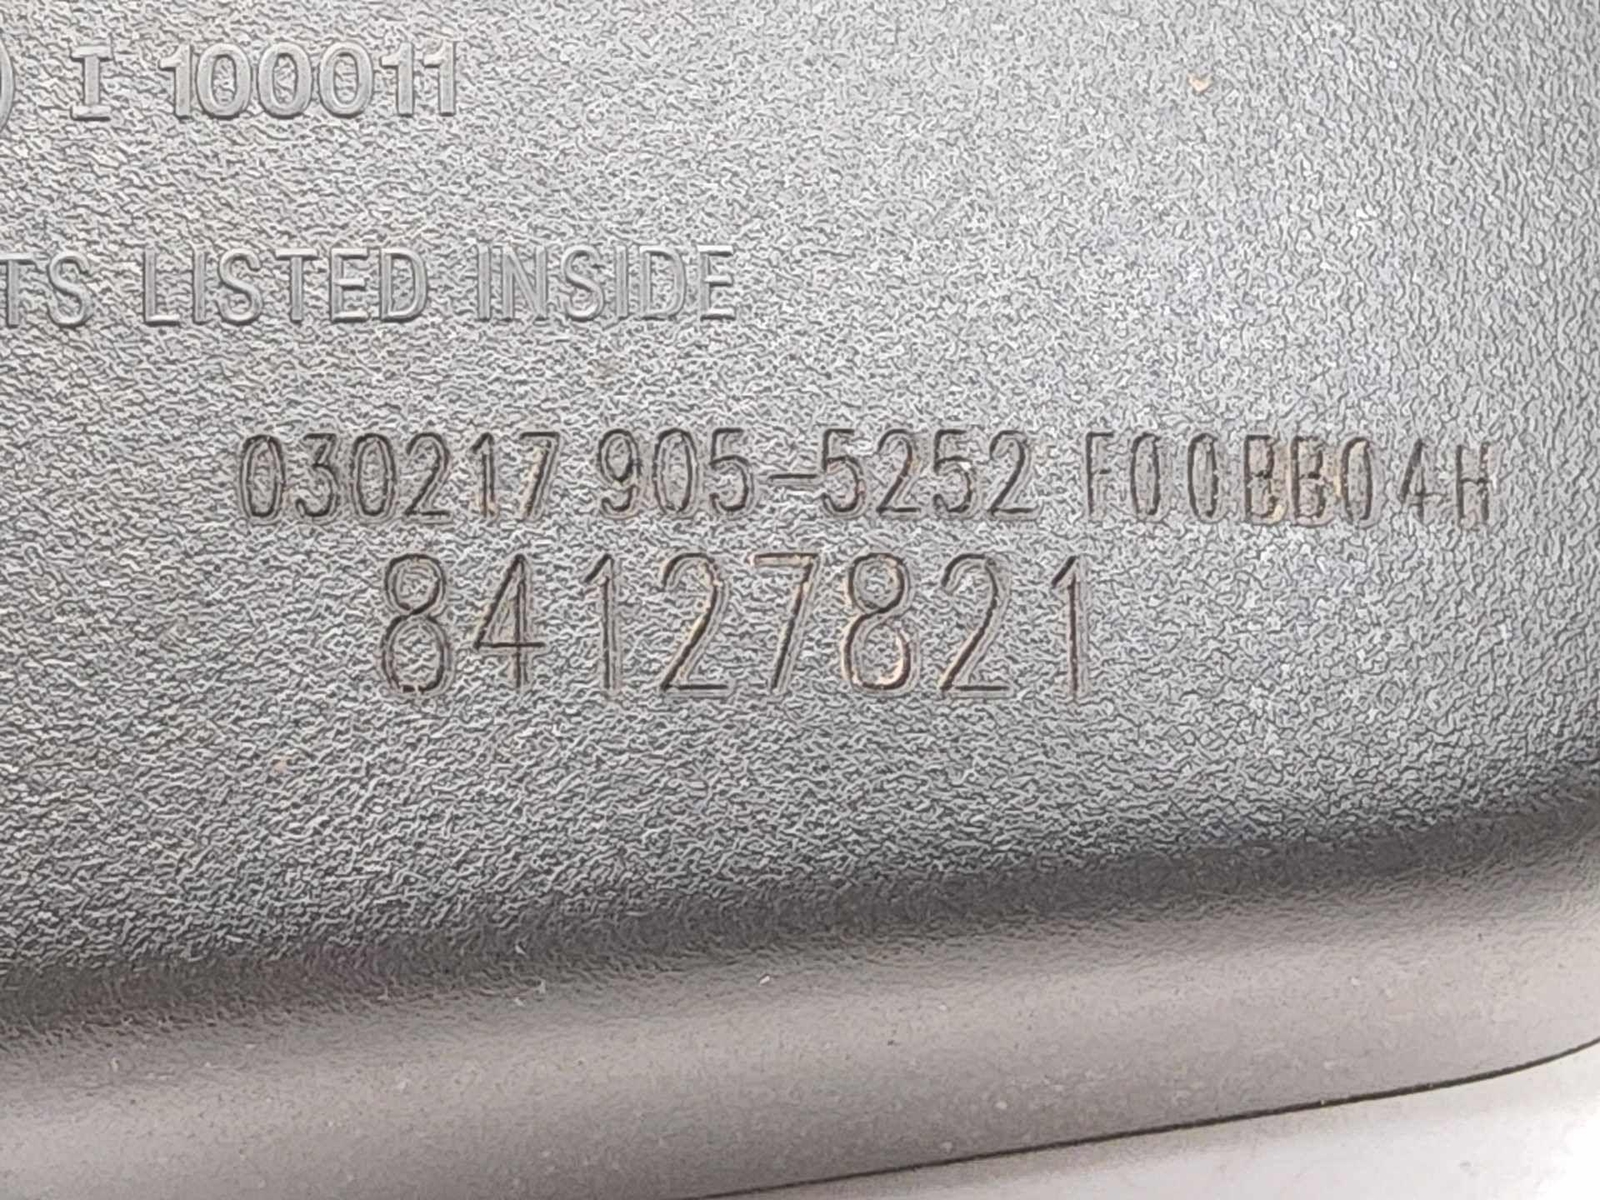 I 100011
TS LISTED INSIDE
030217 905-5252 F00BB04H
84127821